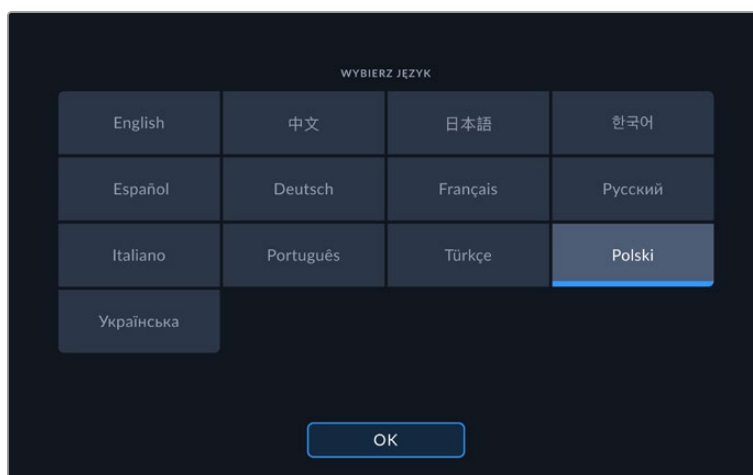 WYBIERZ JĘZYK
English 中文 日本語 한국어
Español Deutsch Français Русский
Italiano Português Türkçe Polski
Українська
OK